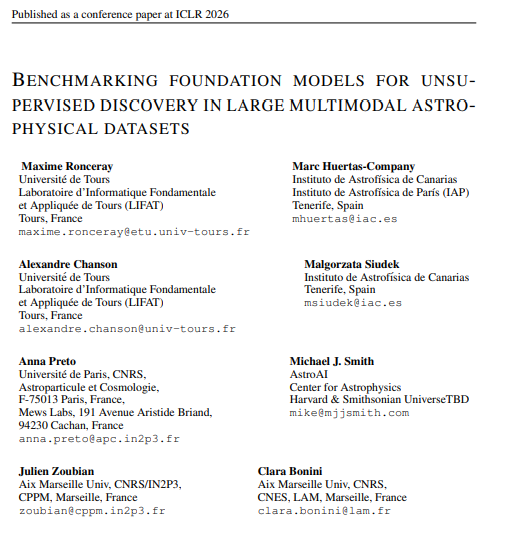 Published as a conference paper at ICLR 2026
BENCHMARKING FOUNDATION MODELS FOR UNSU-
PERVISED DISCOVERY IN LARGE MULTIMODAL ASTRO-
PHYSICAL DATASETS
Maxime Ronceray
Université de Tours
Laboratoire d'Informatique Fondamentale
et Appliquée de Tours (LIFAT)
Tours, France
maxime.ronceray@etu.univ-tours.fr
Marc Huertas-Company
Instituto de Astrofísica de Canarias
Instituto de Astrofísica de París (IAP)
Tenerife, Spain
mhuertas@iac.es
Alexandre Chanson
Université de Tours
Laboratoire d'Informatique Fondamentale
et Appliquée de Tours (LIFAT)
Tours, France
alexandre.chanson@univ-tours.fr
Malgorzata Siudek
Instituto de Astrofísica de Canarias
Tenerife, Spain
msiudek@iac.es
Anna Preto
Université de Paris, CNRS,
Astroparticule et Cosmologie,
F-75013 Paris, France,
Mews Labs, 191 Avenue Aristide Briand,
94230 Cachan, France
anna.preto@apc.in2p3.fr
Michael J. Smith
AstroAI
Center for Astrophysics
Harvard & Smithsonian UniverseTBD
mike@mjjsmith.com
Julien Zoubian
Aix Marseille Univ, CNRS/IN2P3,
CPPM, Marseille, France
zoubian@cppm.in2p3.fr
Clara Bonini
Aix Marseille Univ, CNRS,
CNES, LAM, Marseille, France
clara.bonini@lam.fr